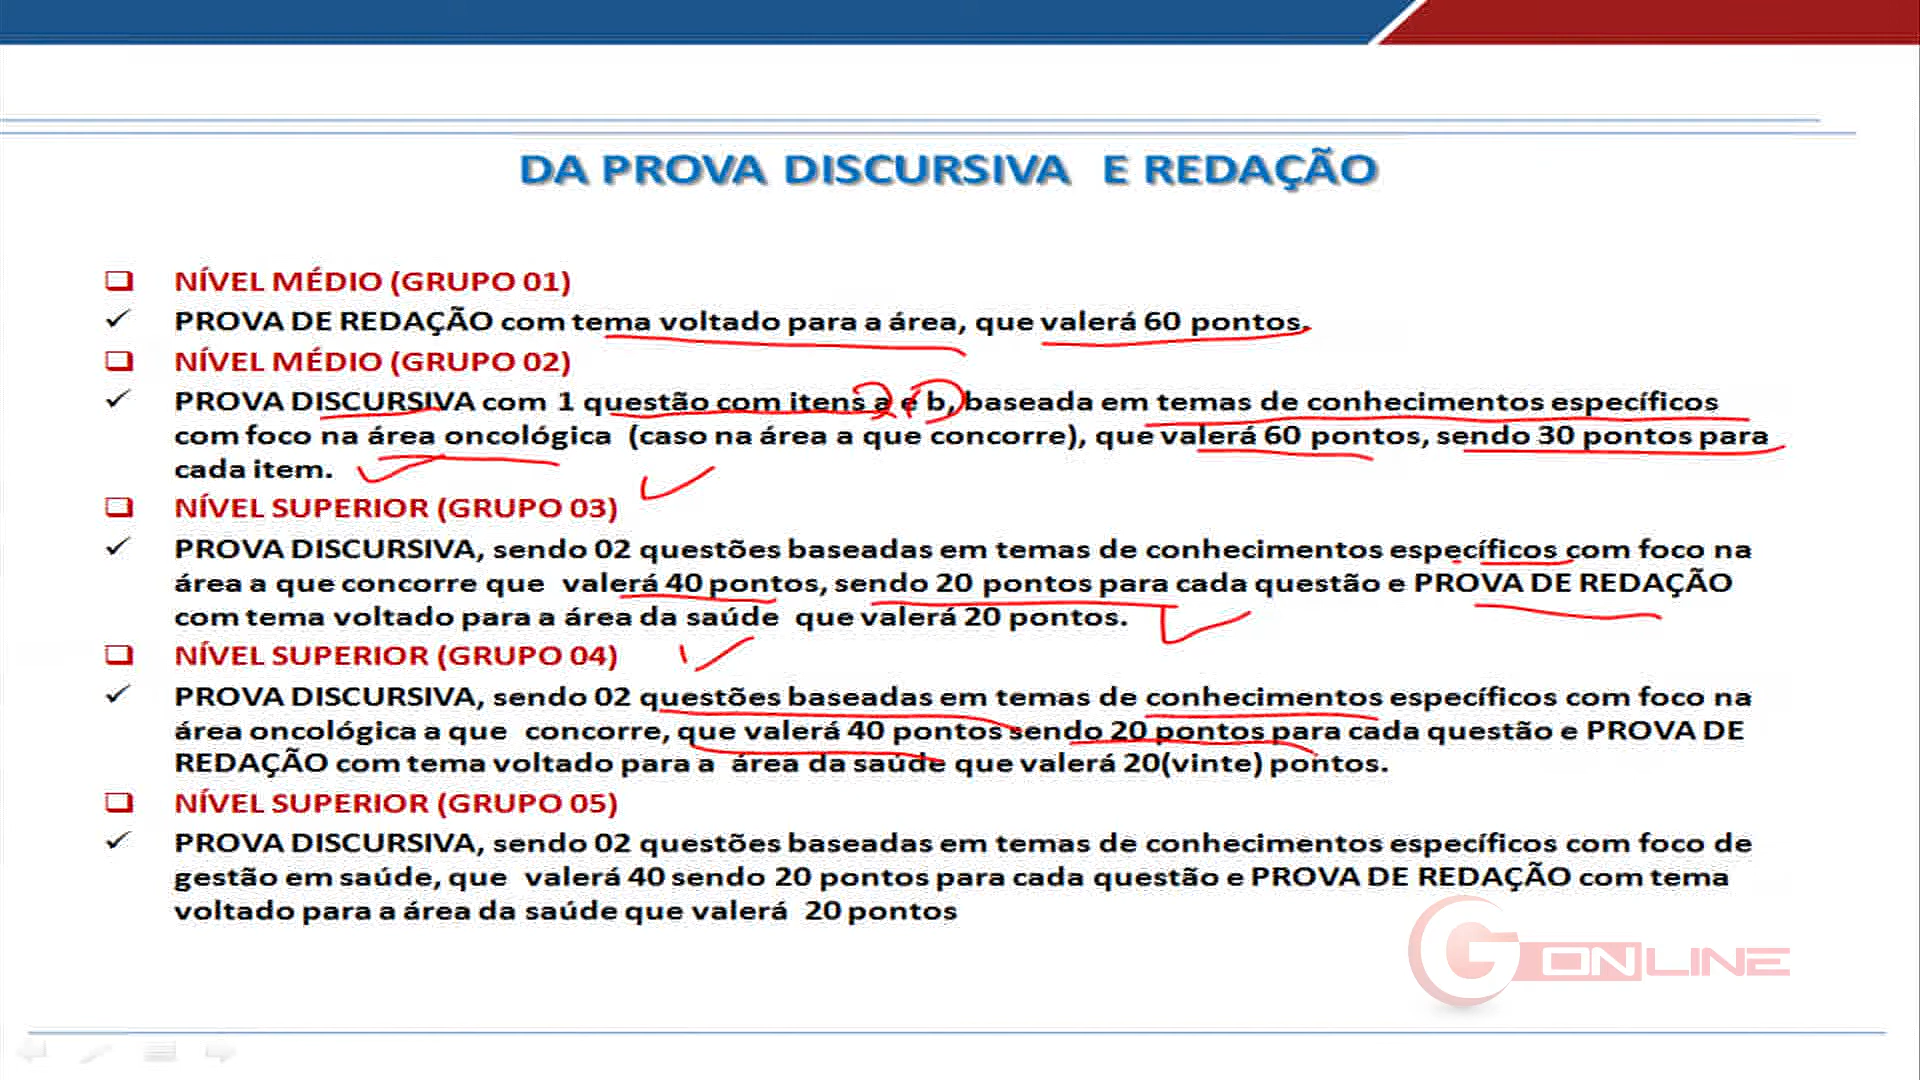 DA PROVA DISCURSIVA E REDAÇÃO
NÍVEL MÉDIO (GRUPO 01)
PROVA DE REDAÇÃO com tema voltado para a área, que valerá 60 pontos.
NÍVEL MÉDIO (GRUPO 02)
PROVA DISCURSIVA com 1 questão com itens a e b, baseada em temas de conhecimentos específicos
com foco na área oncológica (caso na área a que concorre), que valerá 60 pontos, sendo 30 pontos para
cada item.
NÍVEL SUPERIOR (GRUPO 03)
PROVA DISCURSIVA, sendo 02 questões baseadas em temas de conhecimentos específicos com foco na
área a que concorre que valerá 40 pontos, sendo 20 pontos para cada questão e PROVA DE REDAÇÃO
com tema voltado para a área da saúde que valerá 20 pontos.
NÍVEL SUPERIOR (GRUPO 04)
PROVA DISCURSIVA, sendo 02 questões baseadas em temas de conhecimentos específicos com foco na
área oncológica a que concorre, que valerá 40 pontos sendo 20 pontos para cada questão e PROVA DE
REDAÇÃO com tema voltado para a área da saúde que valerá 20(vinte) pontos.
NÍVEL SUPERIOR (GRUPO 05)
PROVA DISCURSIVA, sendo 02 questões baseadas em temas de conhecimentos específicos com foco de
gestão em saúde, que valerá 40 sendo 20 pontos para cada questão e PROVA DE REDAÇÃO com tema
voltado para a área da saúde que valerá 20 pontos
G ONLINE